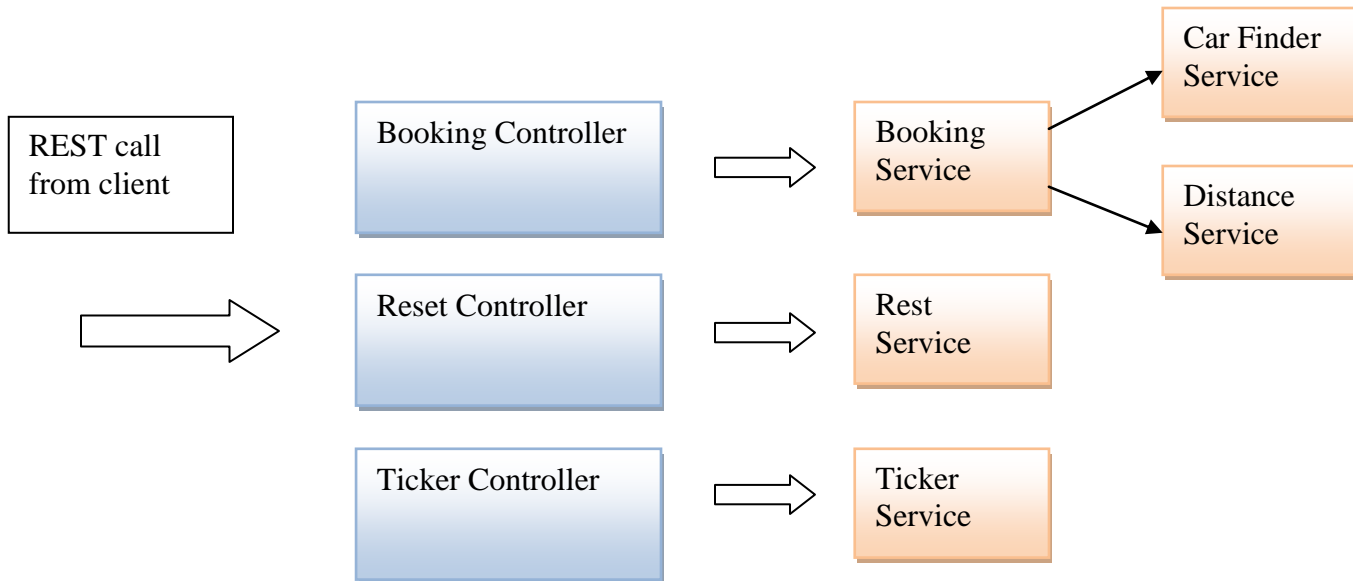 REST call
from client
Booking Controller
Booking
Service
Car Finder
Service
Distance
Service
Reset Controller
Rest
Service
Ticker Controller
Ticker
Service